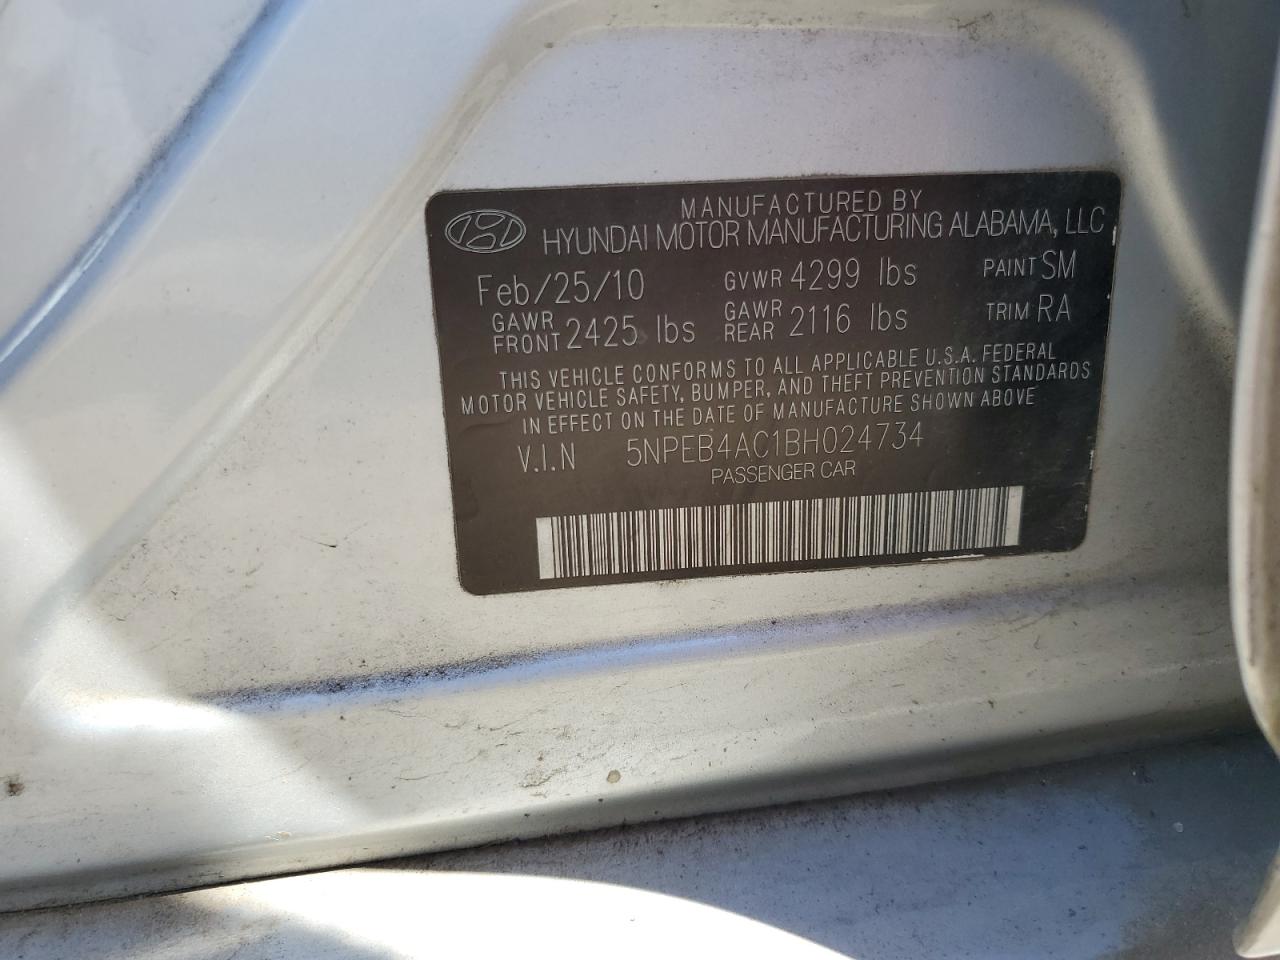 MANUFACTURED BY
HYUNDAI MOTOR MANUFACTURING ALABAMA, LLC
Feb/25/10 GVWR 4299 lbs PAINT SM
GAWR FRONT 2425 lbs GAWR REAR 2116 lbs TRIM RA
THIS VEHICLE CONFORMS TO ALL APPLICABLE U.S.A. FEDERAL
MOTOR VEHICLE SAFETY, BUMPER, AND THEFT PREVENTION STANDARDS
IN EFFECT ON THE DATE OF MANUFACTURE SHOWN ABOVE
V.I.N 5NPEB4AC1BH024734
PASSENGER CAR